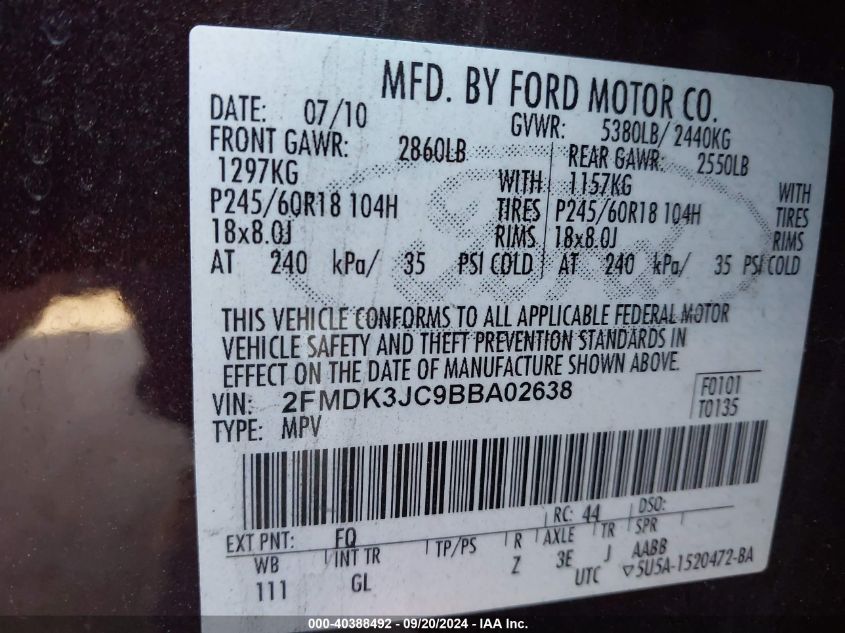 MFD. BY FORD MOTOR CO.
DATE: 07/10 GVWR: 5380LB/ 2440KG
FRONT GAWR: 2860LB REAR GAWR: 2550LB
1297KG WITH 1157KG WITH
P245/60R18 104H TIRES P245/60R18 104H TIRES
18x8.0J RIMS 18x8.0J RIMS
AT 240 kPa/ 35 PSI COLD AT 240 kPa/ 35 PSI COLD
THIS VEHICLE CONFORMS TO ALL APPLICABLE FEDERAL MOTOR
VEHICLE SAFETY AND THEFT PREVENTION STANDARDS IN
EFFECT ON THE DATE OF MANUFACTURE SHOWN ABOVE.
VIN: 2FMDK3JC9BBA02638 F0101
TYPE: MPV T0135
EXT PNT: FQ RC: 44 DSO:
WB INT TR TP/PS R AXLE TR SPR
111 GL Z 3E J AABB
UTC ▽5U5A-1520472-BA
000-40388492 - 09/20/2024 - IAA Inc.